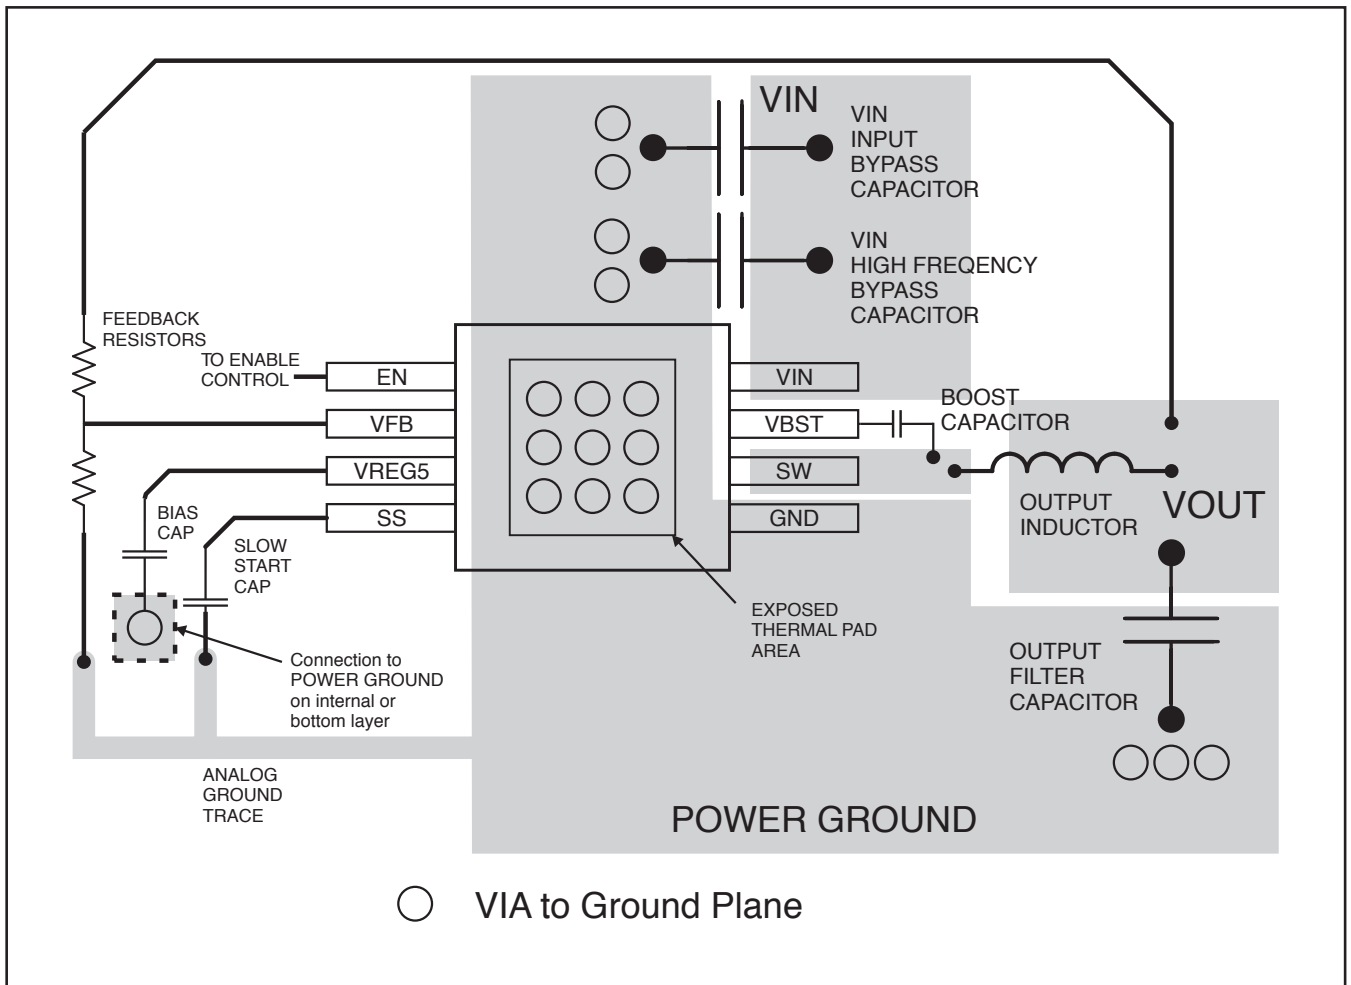 VIN
VIN
INPUT
BYPASS
CAPACITOR
VIN
HIGH FREQENCY
BYPASS
CAPACITOR
FEEDBACK
RESISTORS
TO ENABLE
CONTROL
EN
VFB
VREG5
SS
VIN
VBST
SW
GND
BOOST
CAPACITOR
OUTPUT
INDUCTOR
VOUT
BIAS
CAP
SLOW
START
CAP
EXPOSED
THERMAL PAD
AREA
Connection to
POWER GROUND
on internal or
bottom layer
OUTPUT
FILTER
CAPACITOR
ANALOG
GROUND
TRACE
POWER GROUND
VIA to Ground Plane